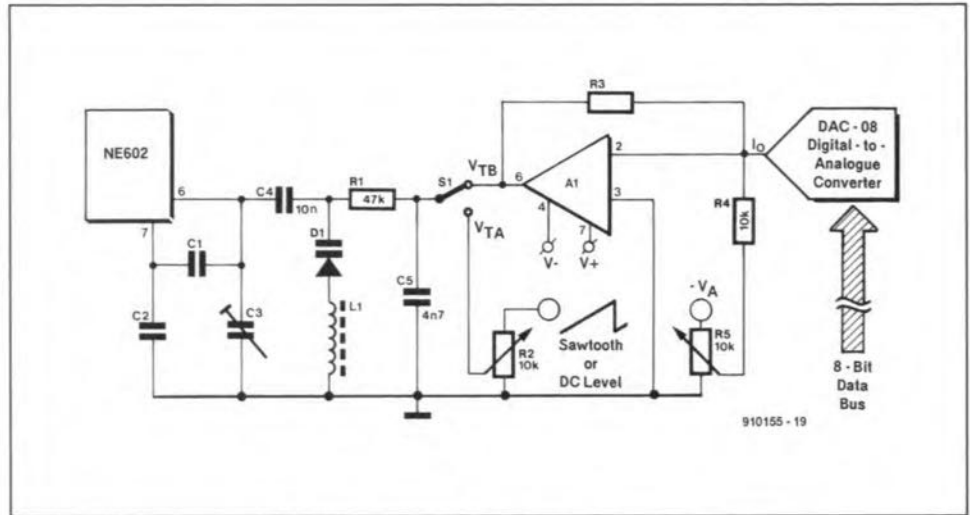 NE602
6
7
C1
C2
C3
C4
10n
D1
L1
R1
47k
C5
4n7
S1
VTB
VTA
R3
6
A1
2
3
4
7
V-
V+
R2
10k
Sawtooth
or
DC Level
IO
R4
10k
- VA
R5
10k
DAC - 08
Digital - to -
Analogue
Converter
8 - Bit
Data
Bus
910155 - 19